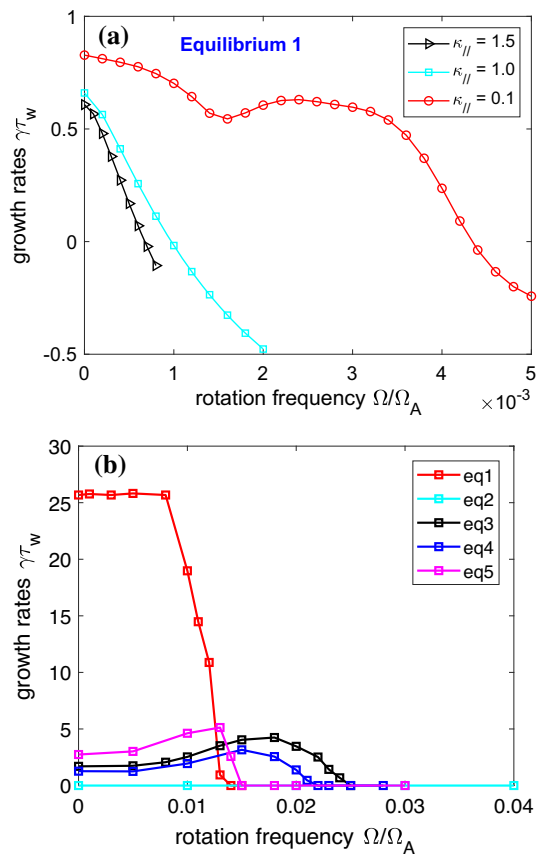 (a)
Equilibrium 1
κ// = 1.5
κ// = 1.0
κ// = 0.1
growth rates γτw
1
0.5
0
-0.5
0 1 2 3 4 5
rotation frequency Ω/ΩA
×10-3
(b)
eq1
eq2
eq3
eq4
eq5
growth rates γτw
30
25
20
15
10
5
0
0 0.01 0.02 0.03 0.04
rotation frequency Ω/ΩA